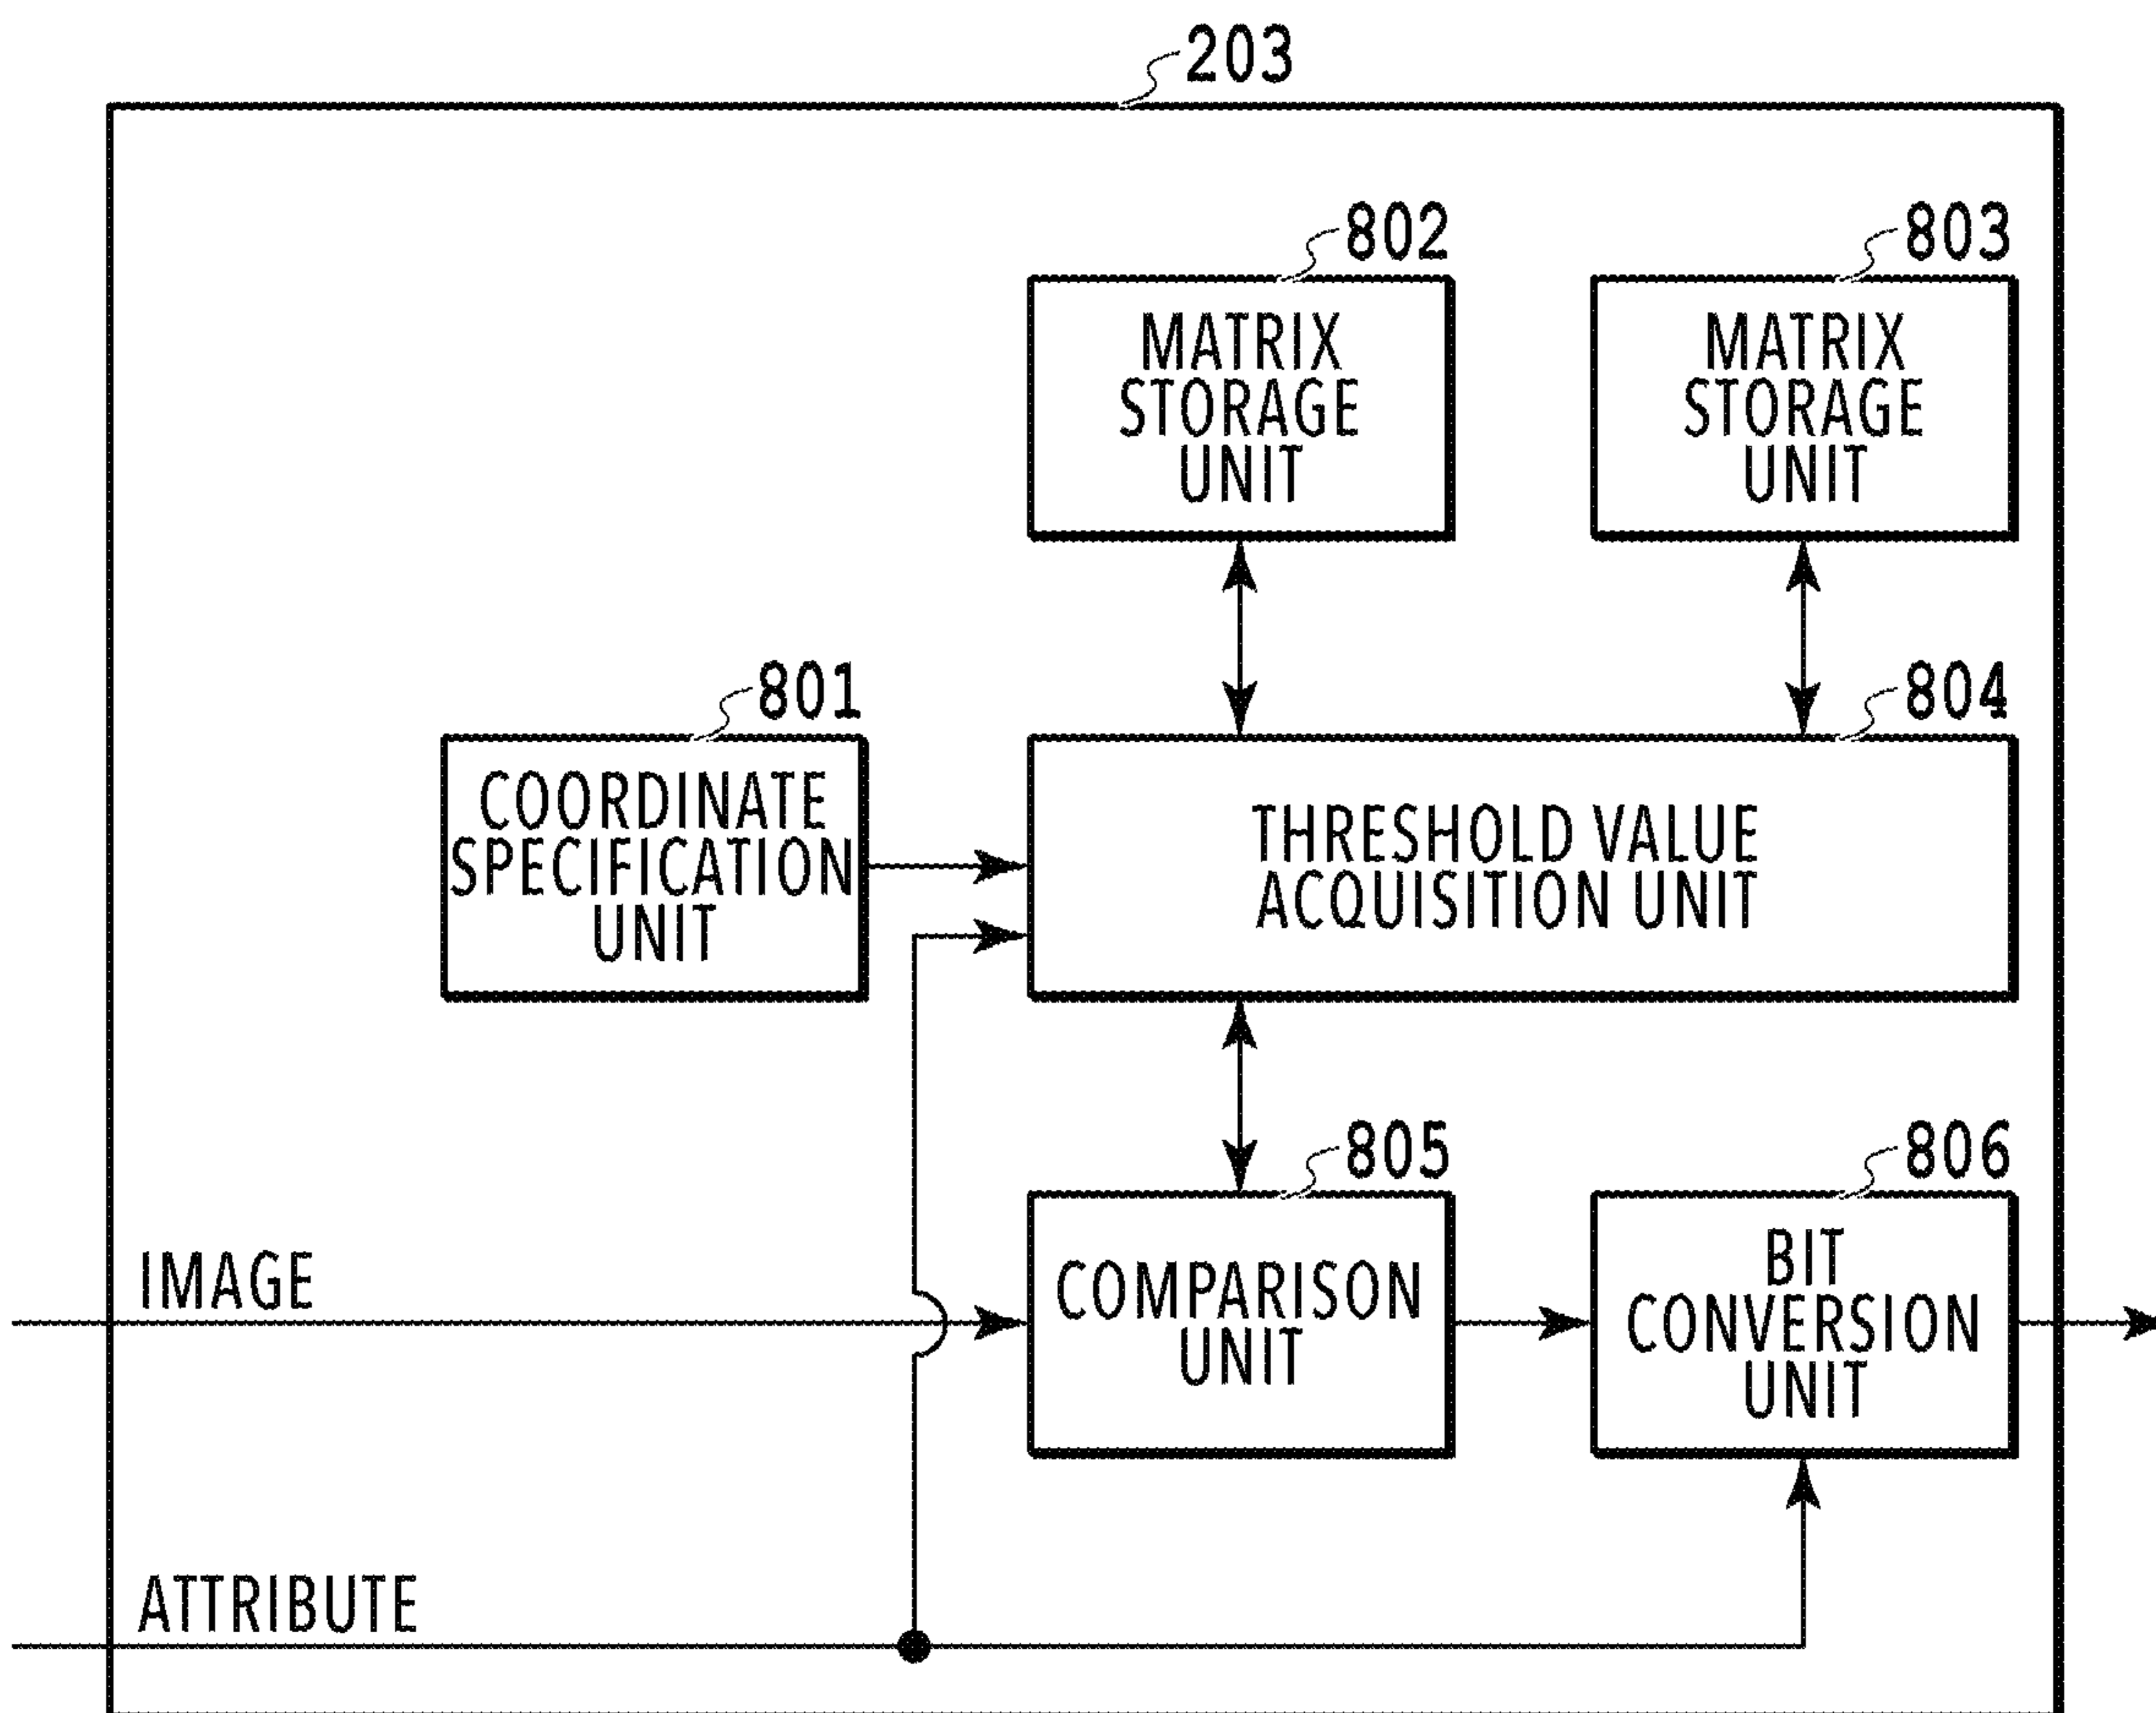 203
802
803
MATRIX
STORAGE
UNIT
MATRIX
STORAGE
UNIT
801
804
COORDINATE
SPECIFICATION
UNIT
THRESHOLD VALUE
ACQUISITION UNIT
805
806
IMAGE
COMPARISON
UNIT
BIT
CONVERSION
UNIT
ATTRIBUTE